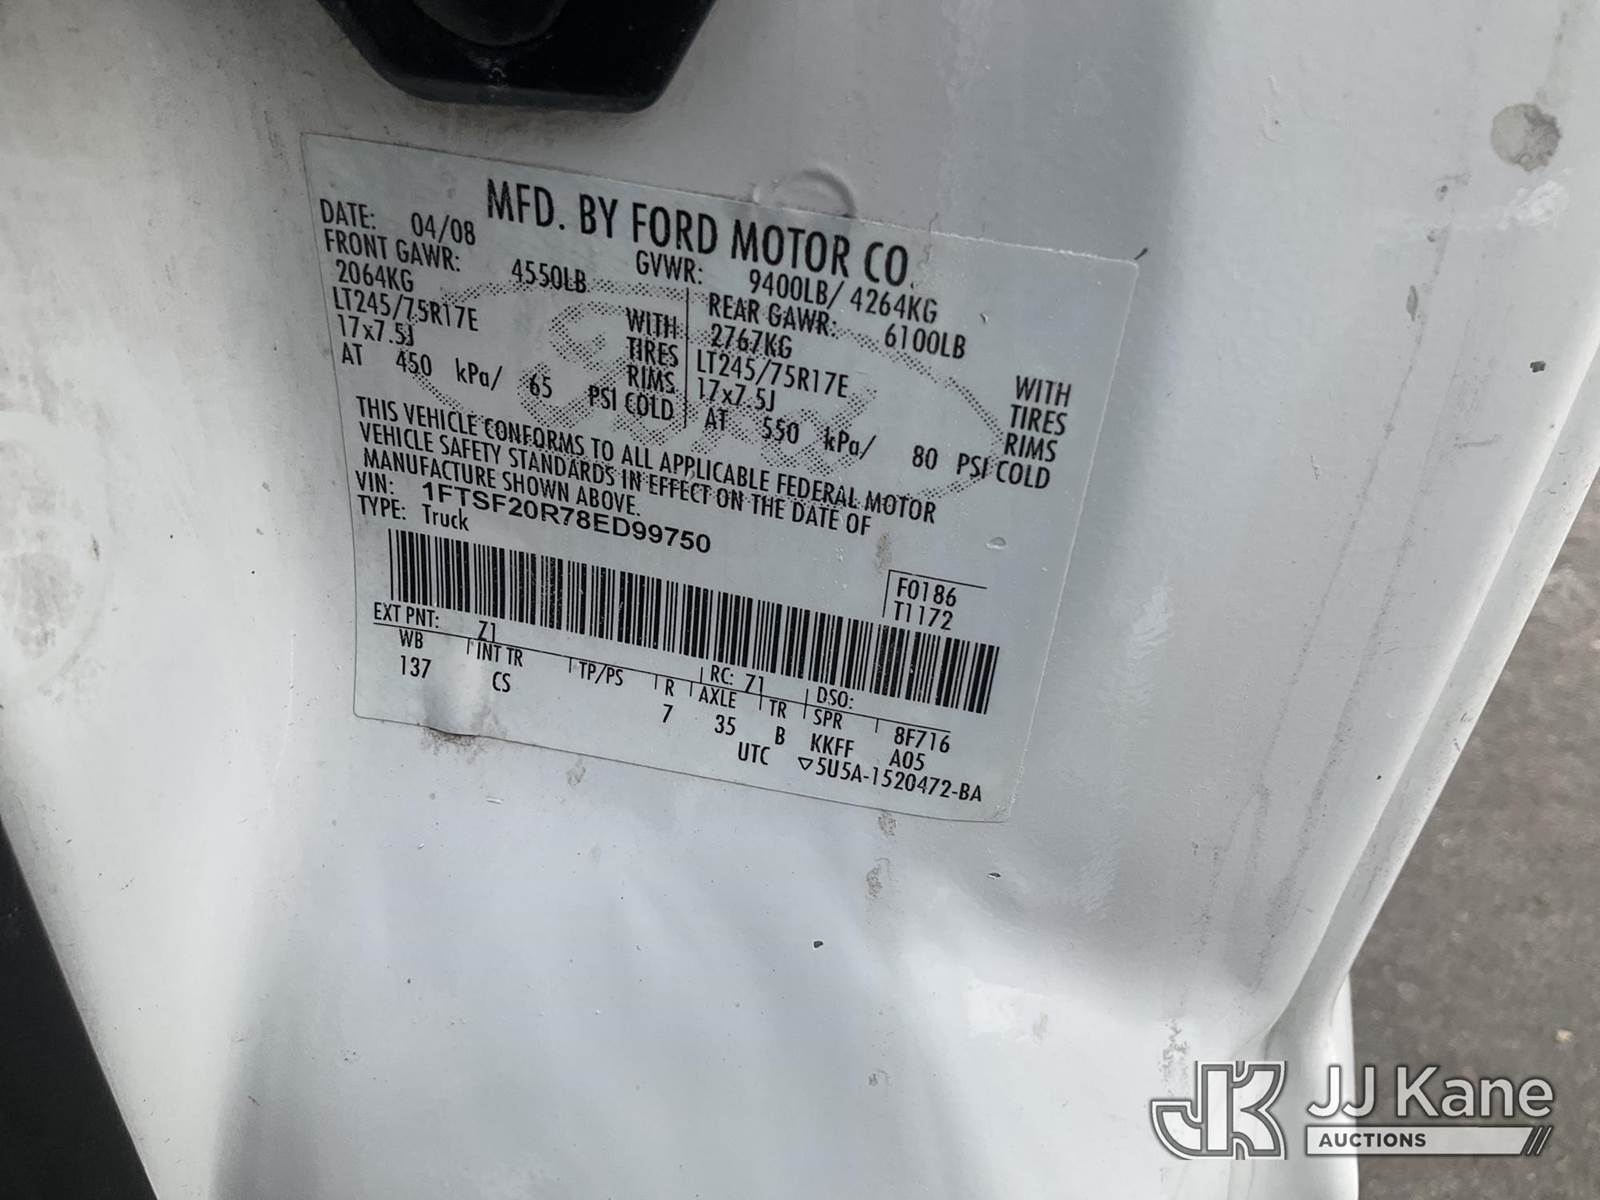 MFD. BY FORD MOTOR CO.
DATE: 04/08 GVWR: 9400LB/ 4264KG
FRONT GAWR: 4550LB REAR GAWR: 6100LB
2064KG WITH 2767KG WITH
LT245/75R17E TIRES LT245/75R17E TIRES
17x7.5J RIMS 17x7.5J RIMS
AT 450 kPa/ 65 PSI COLD AT 550 kPa/ 80 PSI COLD
THIS VEHICLE CONFORMS TO ALL APPLICABLE FEDERAL MOTOR
VEHICLE SAFETY STANDARDS IN EFFECT ON THE DATE OF
MANUFACTURE SHOWN ABOVE.
VIN: 1FTSF20R78ED99750
TYPE: Truck
F0186
T1172
EXT PNT: Z1 RC: 71 DSO:
WB INT TR TP/PS R AXLE TR SPR 8F716
137 CS 7 35 B KKFF A05
UTC ▽5U5A-1520472-BA
JK JJ Kane
AUCTIONS